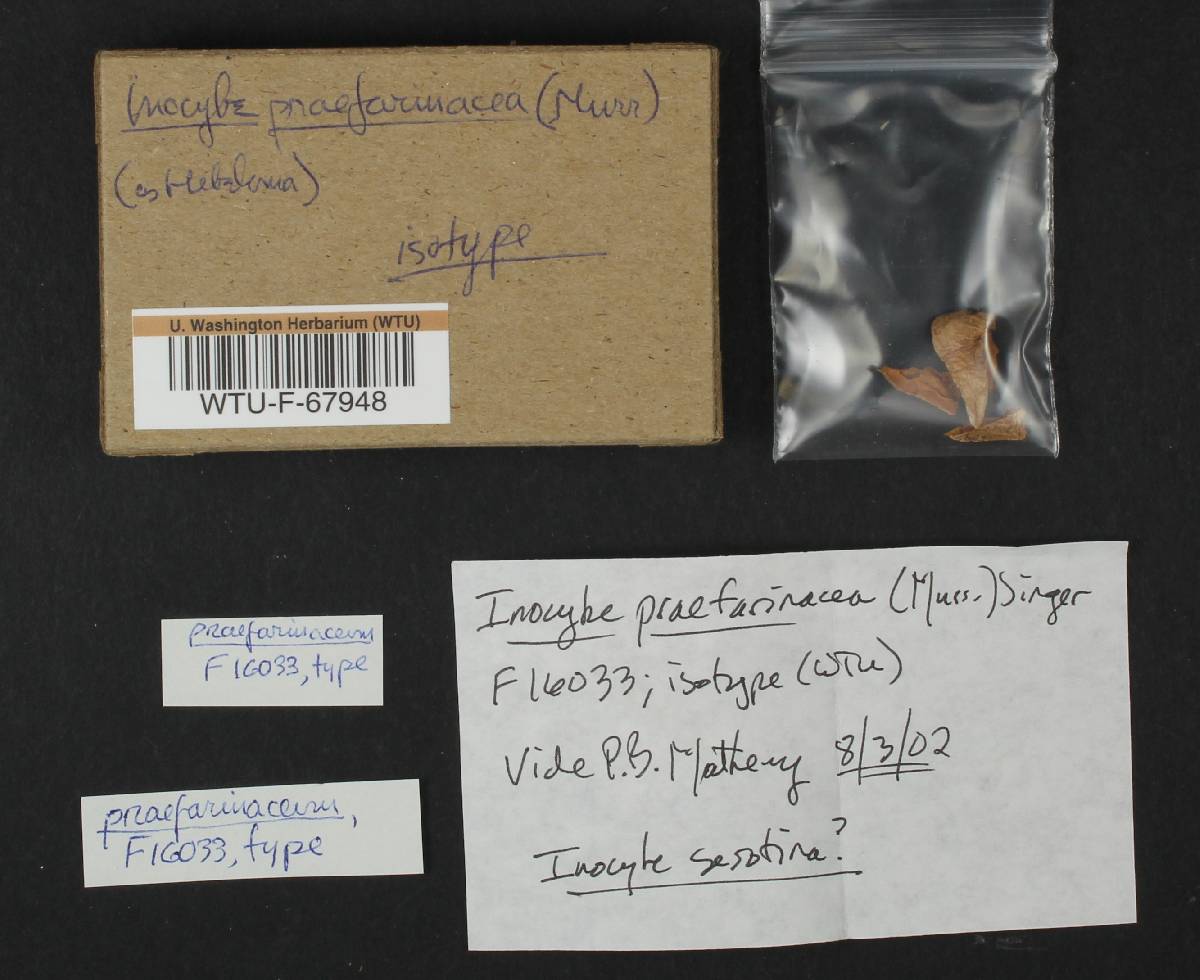 Inocybe praefarinacea (Murr)
(as Hebeloma)
isotype
U. Washington Herbarium (WTU)
WTU-F-67948
praefarinaceum
F16033, type
praefarinaceum,
F16033, type
Inocybe praefarinacea (Murr.) Singer
F16033; isotype (WTU)
Vide P.B. Matheny 8/3/02
Inocybe serotina?